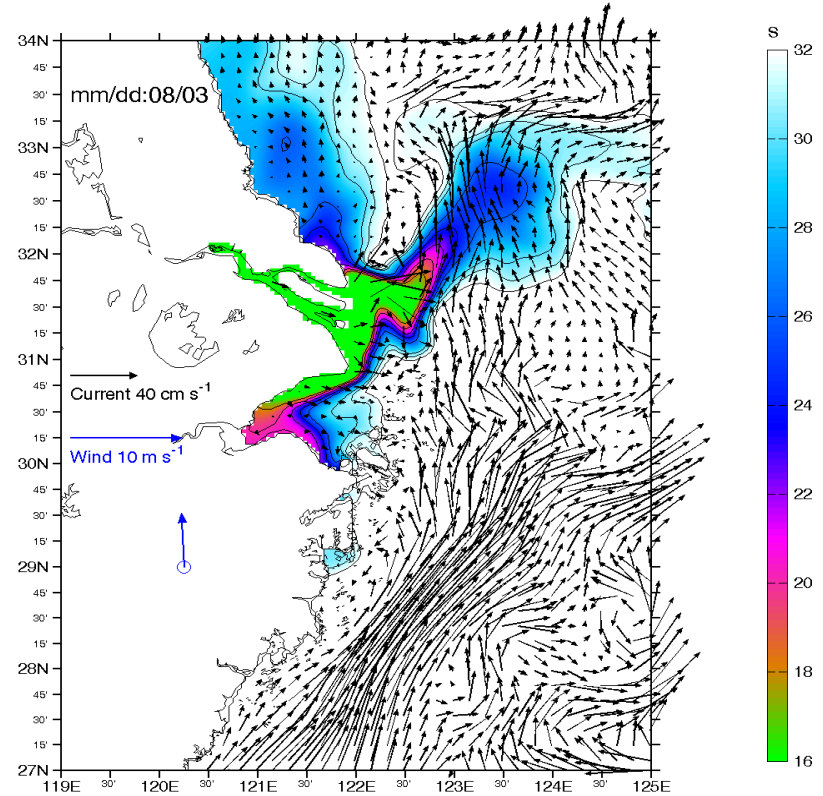 S
34N
45'
30'
15'
33N
45'
30'
15'
32N
45'
30'
15'
31N
45'
30'
15'
30N
45'
30'
15'
29N
45'
30'
15'
28N
45'
30'
15'
27N
mm/dd:08/03
Current 40 cm s⁻¹
Wind 10 m s⁻¹
119E 30' 120E 30' 121E 30' 122E 30' 123E 30' 124E 30' 125E
32
30
28
26
24
22
20
18
16